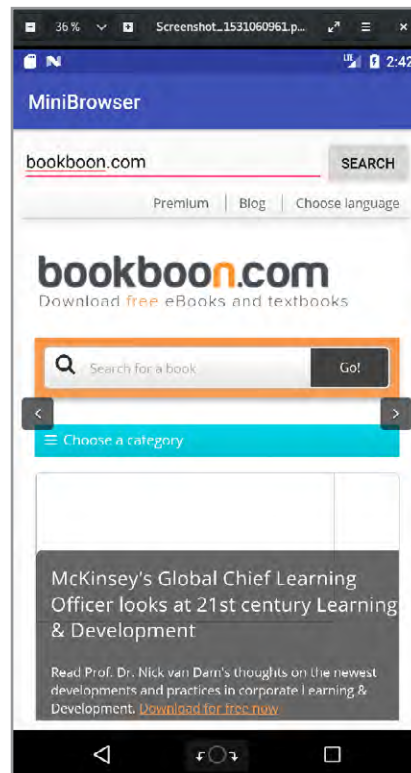 36% Screenshot_1531060961.p...
LTE 2:42
MiniBrowser
bookboon.com SEARCH
Premium | Blog | Choose language
bookboon.com
Download free eBooks and textbooks
Search for a book Go!
< >
☰ Choose a category
McKinsey's Global Chief Learning
Officer looks at 21st century Learning
& Development
Read Prof. Dr. Nick van Dam's thoughts on the newest
developments and practices in corporate Learning &
Development. Download for free now